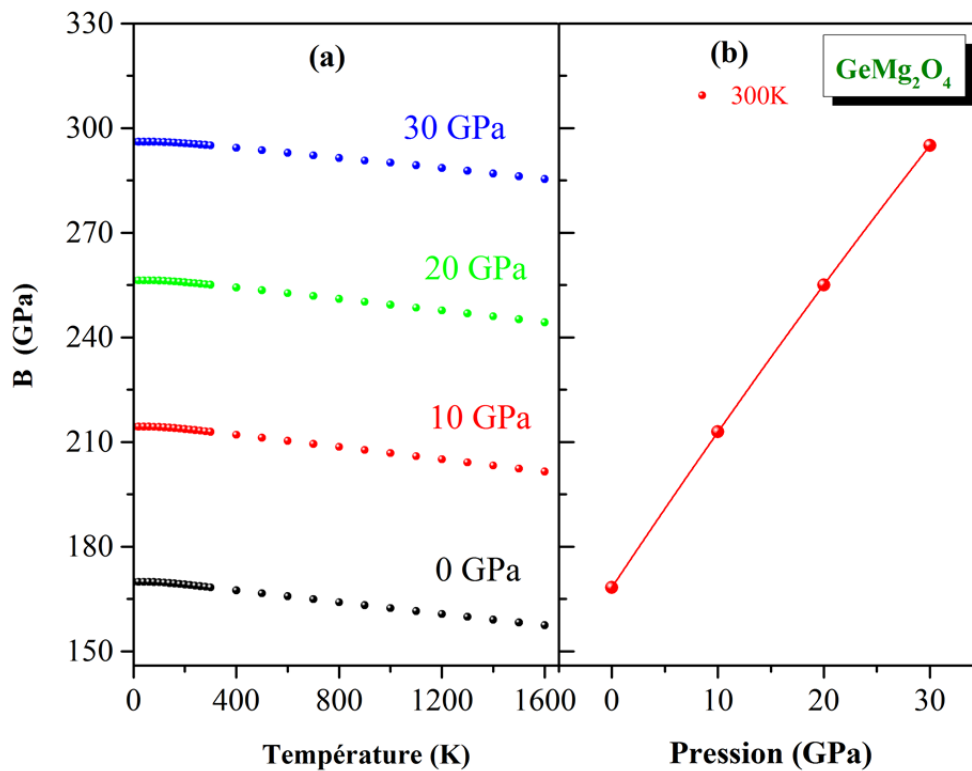 330
300
270
240
210
180
150
B (GPa)
(a)
30 GPa
20 GPa
10 GPa
0 GPa
0 400 800 1200 1600
Température (K)
(b)
300K
GeMg₂O₄
0 10 20 30
Pression (GPa)